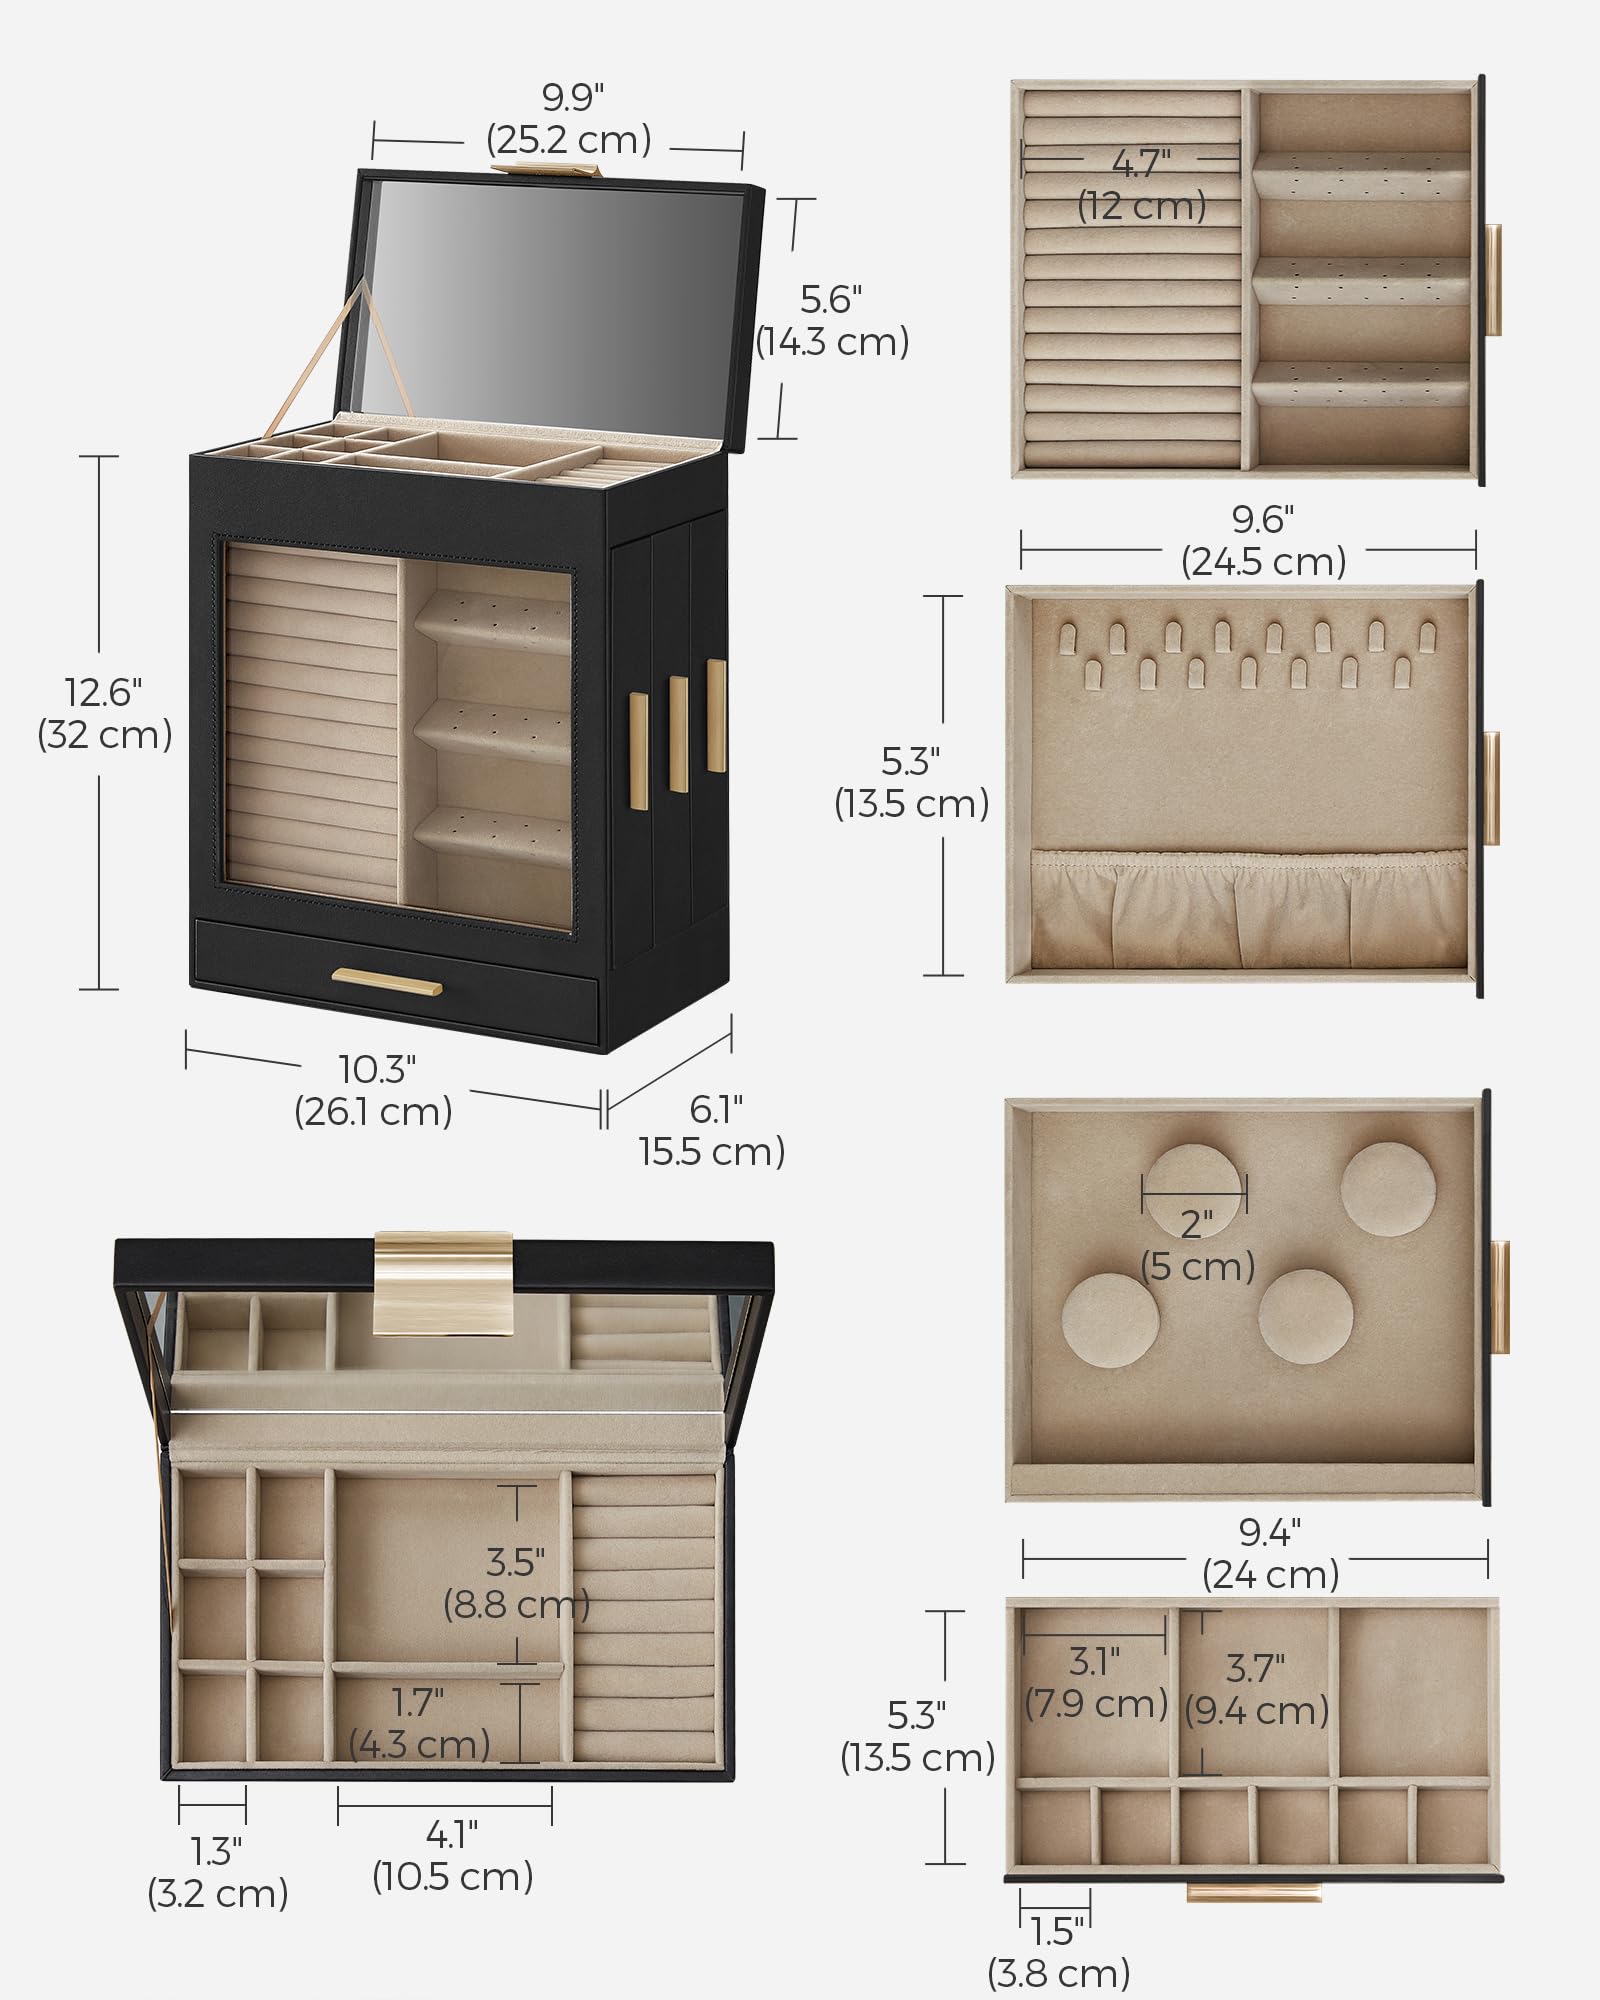 9.9"
(25.2 cm)
5.6"
(14.3 cm)
12.6"
(32 cm)
10.3"
(26.1 cm)
6.1"
15.5 cm)
4.7"
(12 cm)
9.6"
(24.5 cm)
5.3"
(13.5 cm)
2"
(5 cm)
3.5"
(8.8 cm)
1.7"
(4.3 cm)
1.3"
(3.2 cm)
4.1"
(10.5 cm)
9.4"
(24 cm)
3.1"
(7.9 cm)
3.7"
(9.4 cm)
5.3"
(13.5 cm)
1.5"
(3.8 cm)